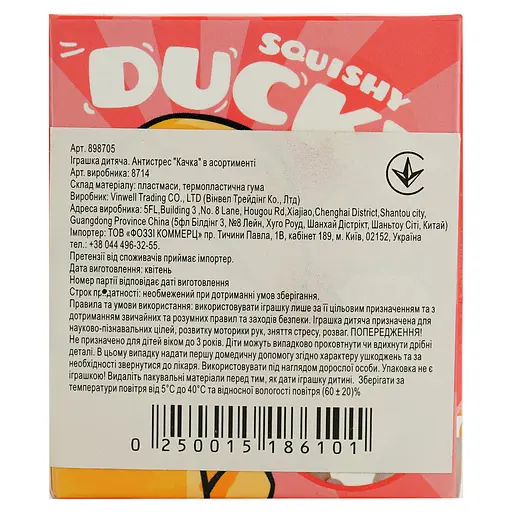 SQUISHY
DUCK
Арт. 898705
Іграшка дитяча. Антистрес "Качка" в асортименті
Арт. виробника: 8714
Склад матеріалу: пластмаси, термопластична гума
Виробник: Vinwell Trading CO., LTD (Вінвел Трейдінг Ко., Лтд)
Адреса виробника: 5FL,Building 3 ,No. 8 Lane, Hougou Rd,Xiajiao,Chenghai District,Shantou city,
Guangdong Province China (5фл Білдінг 3, №8 Лейн, Хуго Роуд, Шанхай Дістрікт, Шаньтоу Сіті, Китай)
Імпортер: ТОВ «ФОЗЗІ КОММЕРЦ» пр. Тичини Павла, 1В, кабінет 189, м. Київ, 02152, Україна
тел.: +38 044 496-32-55.
Претензії від споживачів приймає імпортер.
Дата виготовлення: квітень
Номер партії відповідає даті виготовлення
Строк придатності: необмежений при дотриманні умов зберігання.
Правила та умови використання: використовувати іграшку лише за її цільовим призначенням та з
дотриманням звичайних та розумних правил та заходів безпеки. Іграшка дитяча призначена для
науково-пізнавальних цілей, розвитку моторики рук, зняття стресу, розваг. ПОПЕРЕДЖЕННЯ!
Не призначено для дітей віком до 3 років. Діти можуть випадково проковтнути чи вдихнути дрібні
деталі. В цьому випадку надати першу домедичну допомогу згідно характеру ушкоджень та за
необхідності звернутися до лікаря. Використовувати під наглядом дорослої особи. Упаковка не є
іграшкою! Видаліть пакувальні матеріали перед тим, як дати іграшку дитині. Зберігати за
температури повітря від 5°С до 40°С та відносної вологості повітря (60 ± 20)%.
0 250015 186101